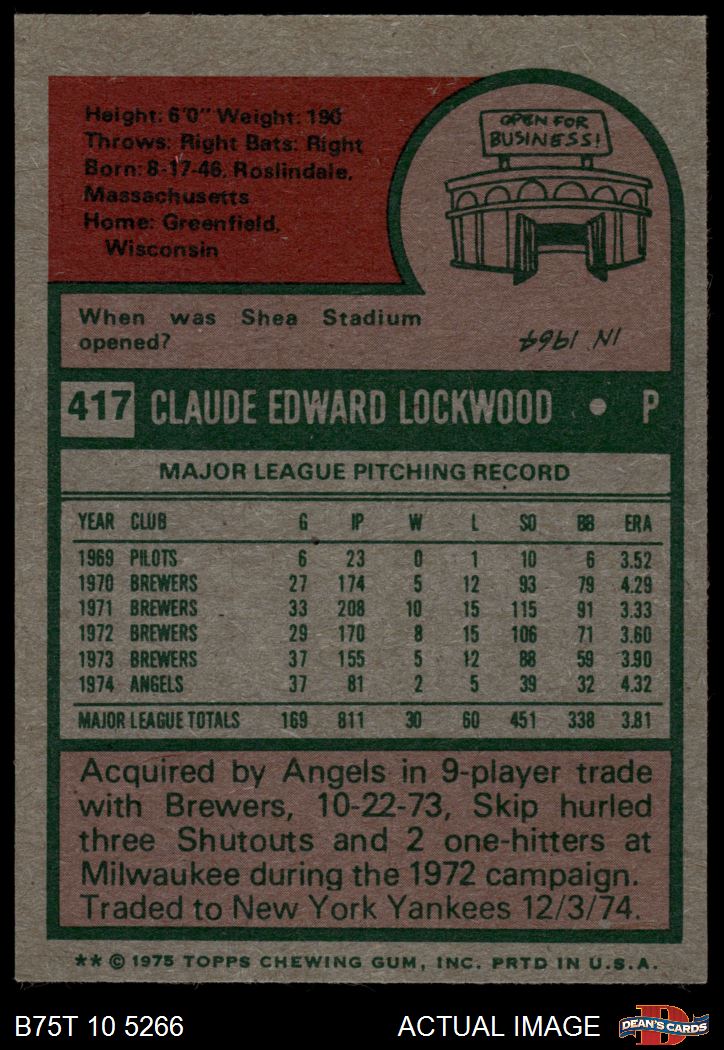 Height: 6'0" Weight: 190
Throws: Right Bats: Right
Born: 8-17-46, Roslindale,
Massachusetts
Home: Greenfield,
Wisconsin
OPEN FOR
BUSINESS!
When was Shea Stadium
opened?
IN 1964
417 CLAUDE EDWARD LOCKWOOD • P
MAJOR LEAGUE PITCHING RECORD
YEAR CLUB G IP W L SO BB ERA
1969 PILOTS 6 23 0 1 10 6 3.52
1970 BREWERS 27 174 5 12 93 79 4.29
1971 BREWERS 33 208 10 15 115 91 3.33
1972 BREWERS 29 170 8 15 106 71 3.60
1973 BREWERS 37 155 5 12 88 59 3.90
1974 ANGELS 37 81 2 5 39 32 4.32
MAJOR LEAGUE TOTALS 169 811 30 60 451 338 3.81
Acquired by Angels in 9-player trade
with Brewers, 10-22-73, Skip hurled
three Shutouts and 2 one-hitters at
Milwaukee during the 1972 campaign.
Traded to New York Yankees 12/3/74.
** © 1975 TOPPS CHEWING GUM, INC. PRTD IN U.S.A.
B75T 10 5266
ACTUAL IMAGE
D
DEAN'S CARDS